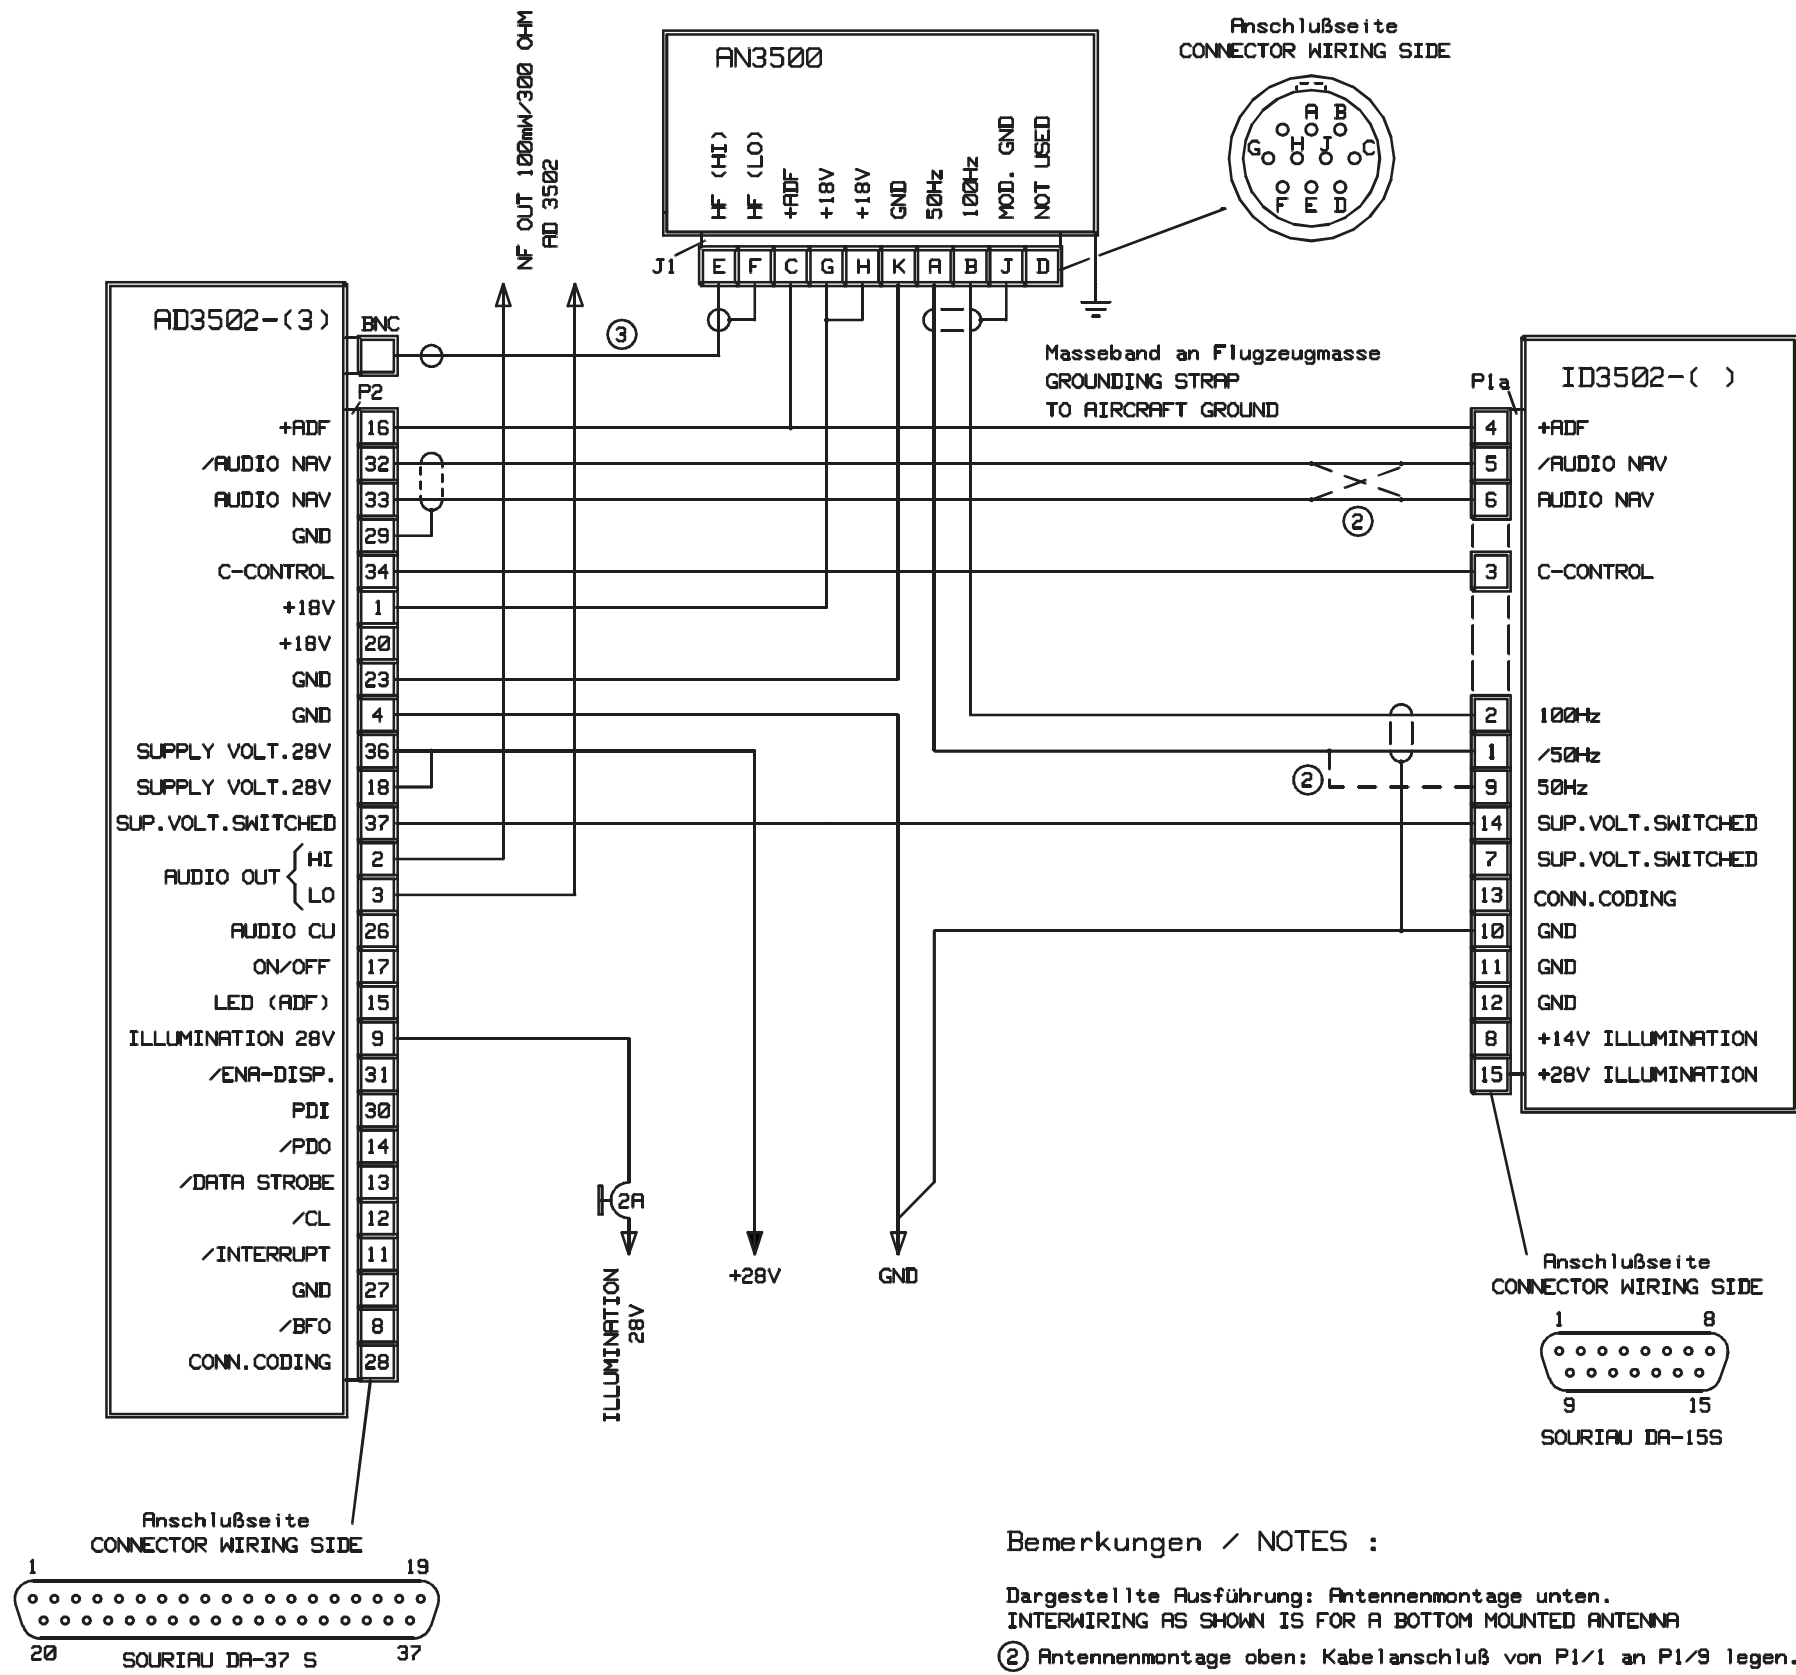 NF OUT 100mW/300 OHM
AD 3502
AN3500
HF (HI)
HF (LO)
+ADF
+18V
+18V
GND
50Hz
100Hz
MOD. GND
NOT USED
J1
E F C G H K A B J D
Anschlußseite
CONNECTOR WIRING SIDE
A B
G H J C
F E D
AD3502-(3)
BNC
P2
3
+ADF 16
/AUDIO NAV 32
AUDIO NAV 33
GND 29
C-CONTROL 34
+18V 1
+18V 20
GND 23
GND 4
SUPPLY VOLT.28V 36
SUPPLY VOLT.28V 18
SUP.VOLT.SWITCHED 37
AUDIO OUT
HI 2
LO 3
AUDIO CU 26
ON/OFF 17
LED (ADF) 15
ILLUMINATION 28V 9
/ENA-DISP. 31
PDI 30
/PDO 14
/DATA STROBE 13
/CL 12
/INTERRUPT 11
GND 27
/BFO 8
CONN.CODING 28
Masseband an Flugzeugmasse
GROUNDING STRAP
TO AIRCRAFT GROUND
P1a
ID3502-( )
4 +ADF
5 /AUDIO NAV
6 AUDIO NAV
2
3 C-CONTROL
2 100Hz
1 /50Hz
2
9 50Hz
14 SUP.VOLT.SWITCHED
7 SUP.VOLT.SWITCHED
13 CONN.CODING
10 GND
11 GND
12 GND
8 +14V ILLUMINATION
15 +28V ILLUMINATION
2A
ILLUMINATION
28V
+28V
GND
Anschlußseite
CONNECTOR WIRING SIDE
1 8
9 15
SOURIAU DA-15S
Anschlußseite
CONNECTOR WIRING SIDE
1 19
20 37
SOURIAU DA-37 S
Bemerkungen / NOTES :
Dargestellte Ausführung: Antennenmontage unten.
INTERWIRING AS SHOWN IS FOR A BOTTOM MOUNTED ANTENNA
2 Antennenmontage oben: Kabelanschluß von P1/1 an P1/9 legen.